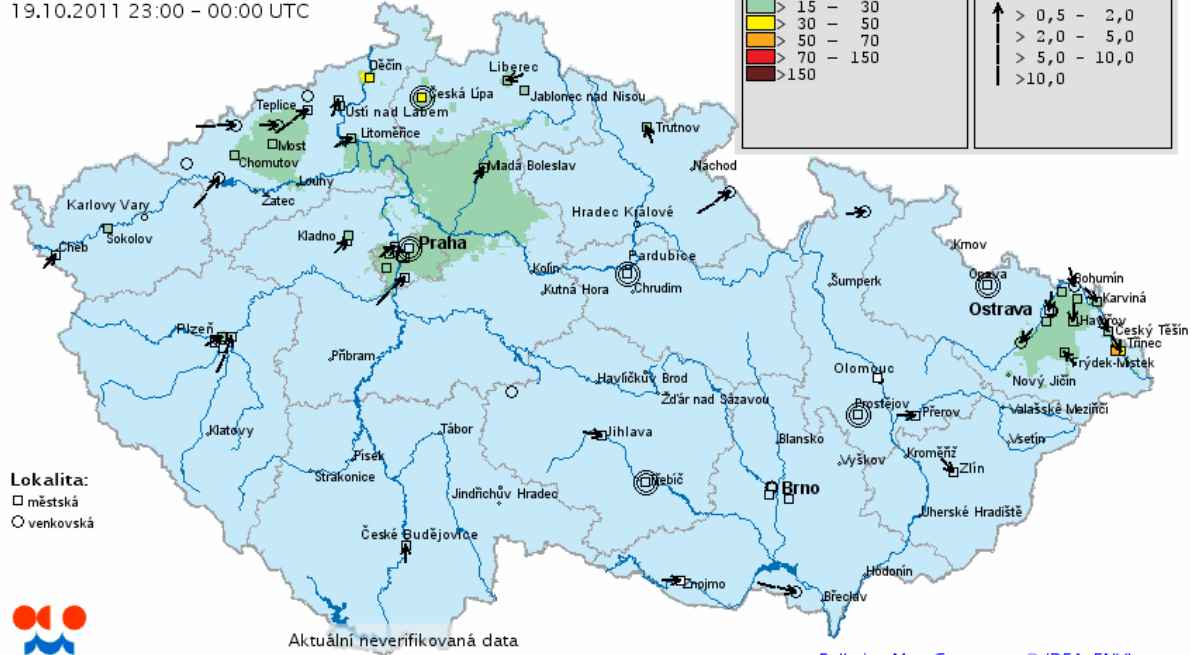 19.10.2011 23:00 - 00:00 UTC
> 15 - 30
> 30 - 50
> 50 - 70
> 70 - 150
>150
> 0,5 - 2,0
> 2,0 - 5,0
> 5,0 - 10,0
>10,0
Děčín
Liberec
Česká Lípa
Jablonec nad Nisou
Teplice
Ústí nad Labem
Litoměřice
Trutnov
Most
Chomutov
Mladá Boleslav
Náchod
Louny
Žatec
Karlovy Vary
Sokolov
Hradec Králové
Kladno
Praha
Cheb
Krnov
Pardubice
Kolín
Opava
Bohumín
Šumperk
Kutná Hora
Chrudim
Karviná
Ostrava
Havířov
Český Těšín
Plzeň
Třinec
Příbram
Frýdek-Místek
Olomouc
Nový Jičín
Havlíčkův Brod
Žďár nad Sázavou
Prostějov
Přerov
Valašské Meziříčí
Klatovy
Tábor
Jihlava
Blansko
Vsetín
Písek
Kroměříž
Vyškov
Zlín
Strakonice
Lokalita:
městská
venkovská
Jindřichův Hradec
Třebíč
Brno
Uherské Hradiště
České Budějovice
Hodonín
Znojmo
Břeclav
Aktuální neverifikovaná data